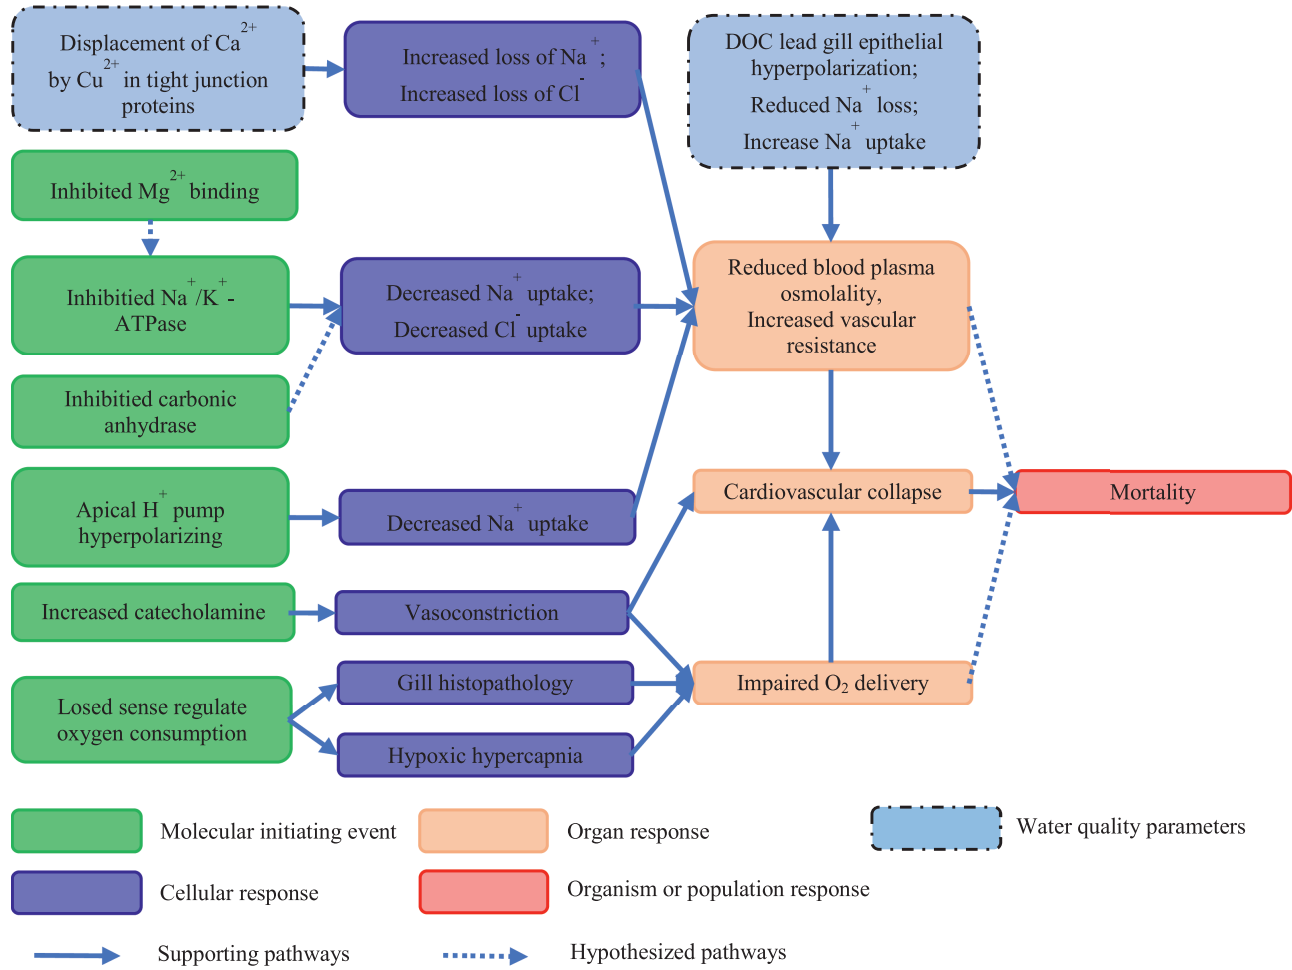 Displacement of Ca²⁺
by Cu²⁺ in tight junction
proteins
Increased loss of Na⁺;
Increased loss of Cl⁻
DOC lead gill epithelial
hyperpolarization;
Reduced Na⁺ loss;
Increase Na⁺ uptake
Inhibited Mg²⁺ binding
Inhibitied Na⁺/K⁺-
ATPase
Decreased Na⁺ uptake;
Decreased Cl⁻ uptake
Reduced blood plasma
osmolality,
Increased vascular
resistance
Inhibitied carbonic
anhydrase
Apical H⁺ pump
hyperpolarizing
Decreased Na⁺ uptake
Cardiovascular collapse
Mortality
Increased catecholamine
Vasoconstriction
Losed sense regulate
oxygen consumption
Gill histopathology
Hypoxic hypercapnia
Impaired O₂ delivery
Molecular initiating event
Organ response
Water quality parameters
Cellular response
Organism or population response
Supporting pathways
Hypothesized pathways